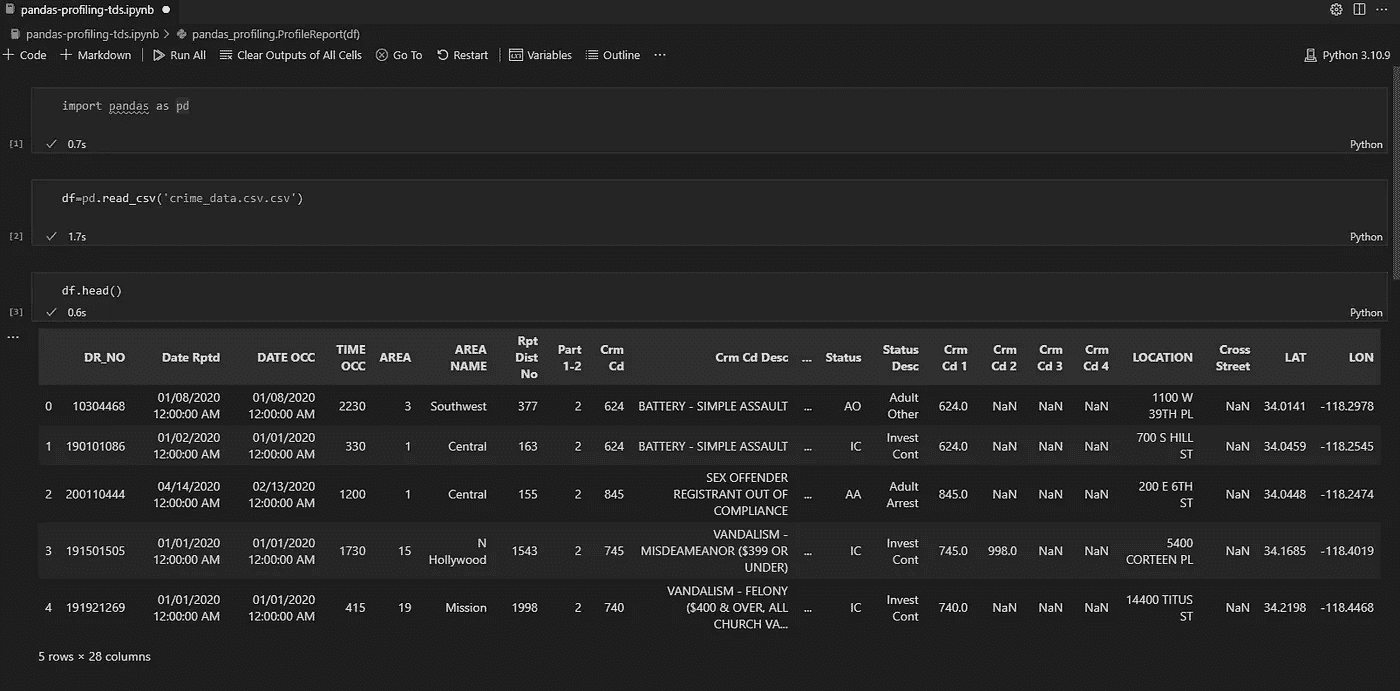 pandas-profiling-tds.ipynb
pandas-profiling-tds.ipynb > pandas_profiling.ProfileReport(df)
+ Code + Markdown Run All Clear Outputs of All Cells Go To Restart Variables Outline ... Python 3.10.9
import pandas as pd
[1] 0.7s Python
df=pd.read_csv('crime_data.csv.csv')
[2] 1.7s Python
df.head()
[3] 0.6s Python
...
DR_NO Date Rptd DATE OCC TIME OCC AREA AREA NAME Rpt Dist No Part 1-2 Crm Cd Crm Cd Desc ... Status Status Desc Crm Cd 1 Crm Cd 2 Crm Cd 3 Crm Cd 4 LOCATION Cross Street LAT LON
0 10304468 01/08/2020 12:00:00 AM 01/08/2020 12:00:00 AM 2230 3 Southwest 377 2 624 BATTERY - SIMPLE ASSAULT ... AO Adult Other 624.0 NaN NaN NaN 1100 W 39TH PL NaN 34.0141 -118.2978
1 190101086 01/02/2020 12:00:00 AM 01/01/2020 12:00:00 AM 330 1 Central 163 2 624 BATTERY - SIMPLE ASSAULT ... IC Invest Cont 624.0 NaN NaN NaN 700 S HILL ST NaN 34.0459 -118.2545
2 200110444 04/14/2020 12:00:00 AM 02/13/2020 12:00:00 AM 1200 1 Central 155 2 845 SEX OFFENDER REGISTRANT OUT OF COMPLIANCE ... AA Adult Arrest 845.0 NaN NaN NaN 200 E 6TH ST NaN 34.0448 -118.2474
3 191501505 01/01/2020 12:00:00 AM 01/01/2020 12:00:00 AM 1730 15 N Hollywood 1543 2 745 VANDALISM - MISDEAMEANOR ($399 OR UNDER) ... IC Invest Cont 745.0 998.0 NaN NaN 5400 CORTEEN PL NaN 34.1685 -118.4019
4 191921269 01/01/2020 12:00:00 AM 01/01/2020 12:00:00 AM 415 19 Mission 1998 2 740 VANDALISM - FELONY ($400 & OVER, ALL CHURCH VA... ... IC Invest Cont 740.0 NaN NaN NaN 14400 TITUS ST NaN 34.2198 -118.4468
5 rows × 28 columns